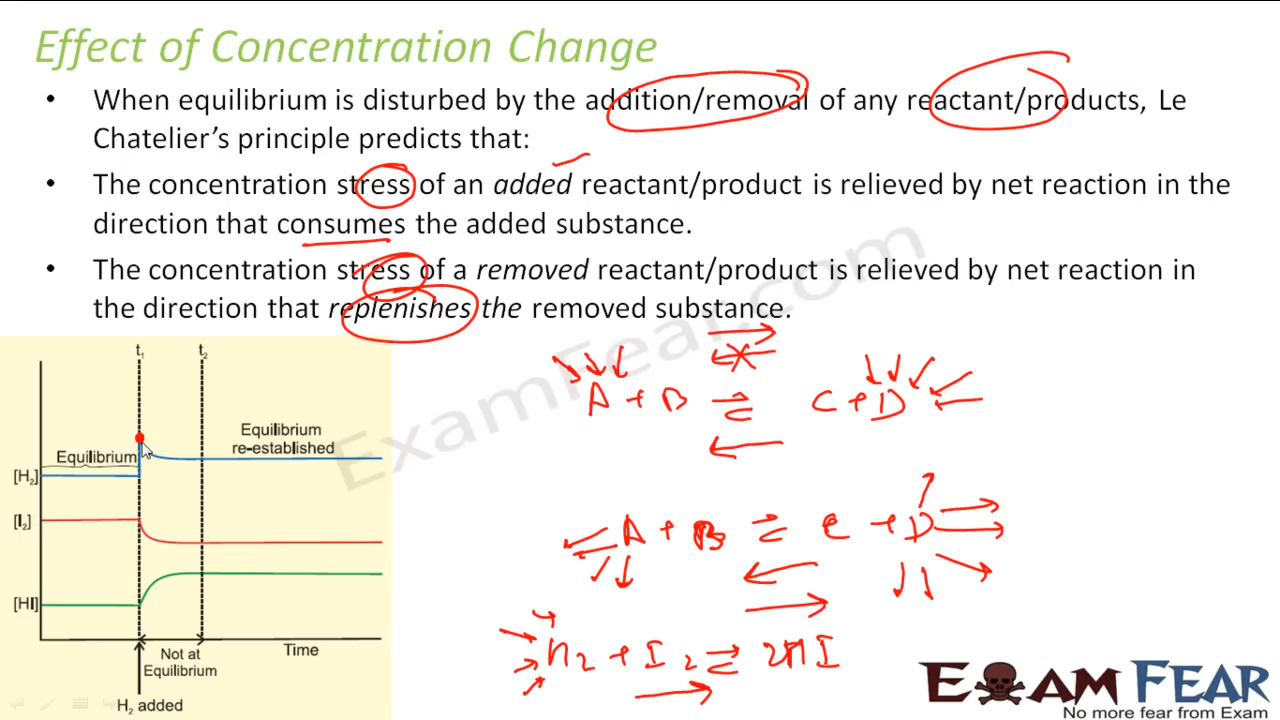 Effect of Concentration Change
• When equilibrium is disturbed by the addition/removal of any reactant/products, Le
Chatelier's principle predicts that:
• The concentration stress of an added reactant/product is relieved by net reaction in the
direction that consumes the added substance.
• The concentration stress of a removed reactant/product is relieved by net reaction in
the direction that replenishes the removed substance.
ExamFear.com
t₁ t₂
Equilibrium
Equilibrium
re-established
[H₂]
[I₂]
[HI]
Not at
Equilibrium
Time
H₂ added
A + B ⇌ C + D
A + B ⇌ C + D
H₂ + I₂ ⇌ 2HI
EXAM FEAR
No more fear from Exam